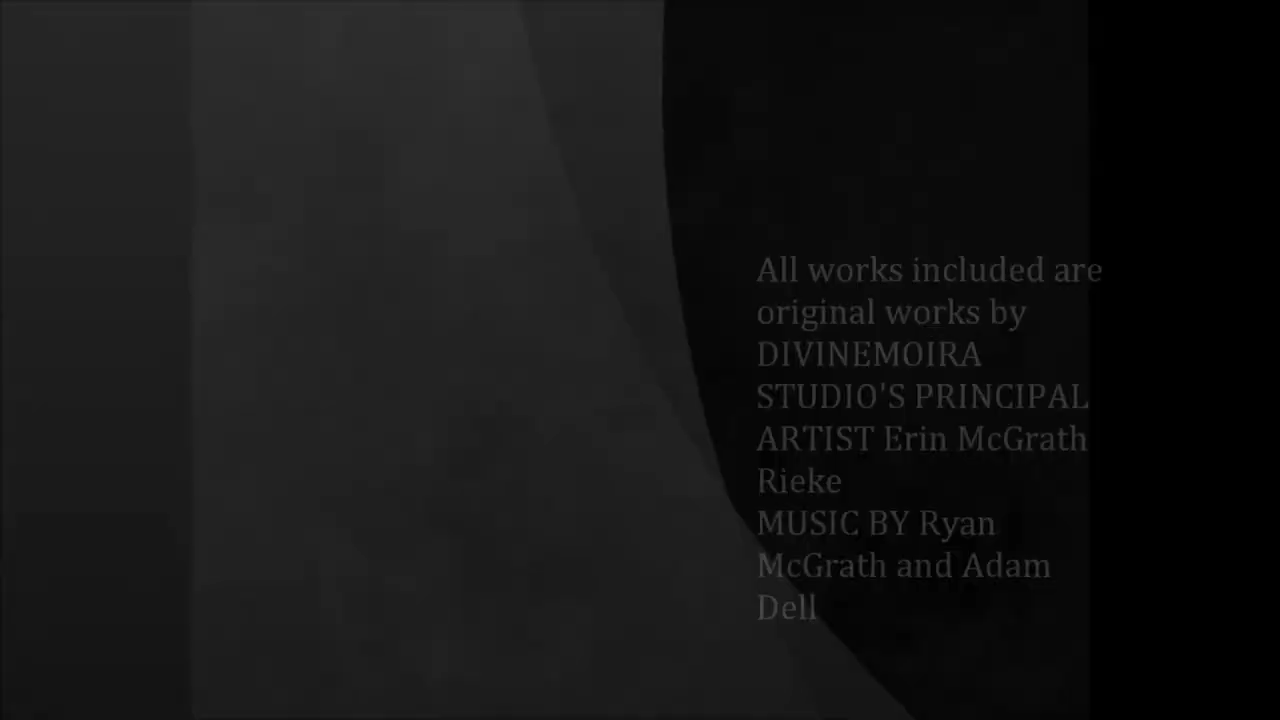 All works included are
original works by
DIVINEMOIRA
STUDIO'S PRINCIPAL
ARTIST Erin McGrath
Rieke
MUSIC BY Ryan
McGrath and Adam
Dell